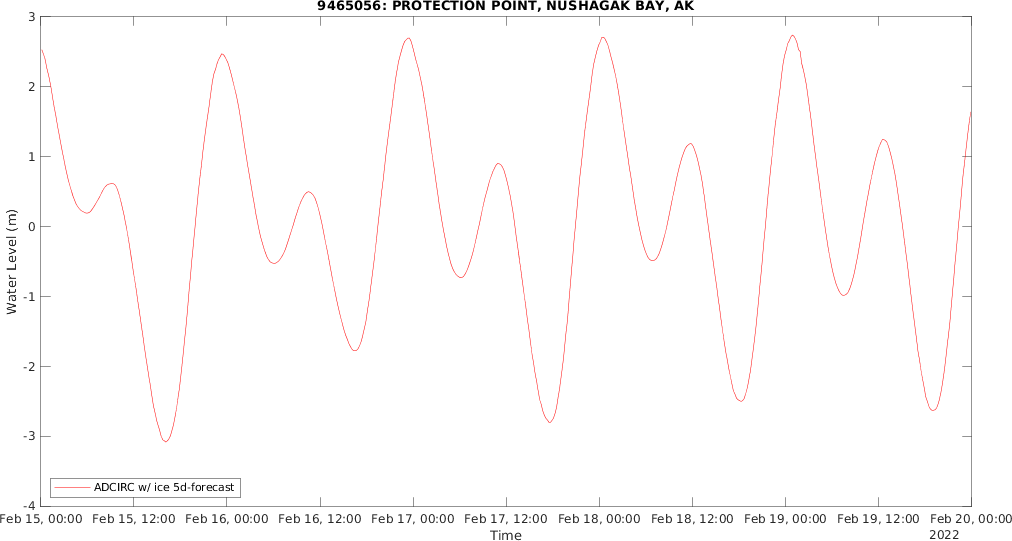 9465056: PROTECTION POINT, NUSHAGAK BAY, AK
3
2
1
0
-1
-2
-3
-4
Water Level (m)
ADCIRC w/ ice 5d-forecast
Feb 15, 00:00 Feb 15, 12:00 Feb 16, 00:00 Feb 16, 12:00 Feb 17, 00:00 Feb 17, 12:00 Feb 18, 00:00 Feb 18, 12:00 Feb 19, 00:00 Feb 19, 12:00 Feb 20, 00:00
Time
2022